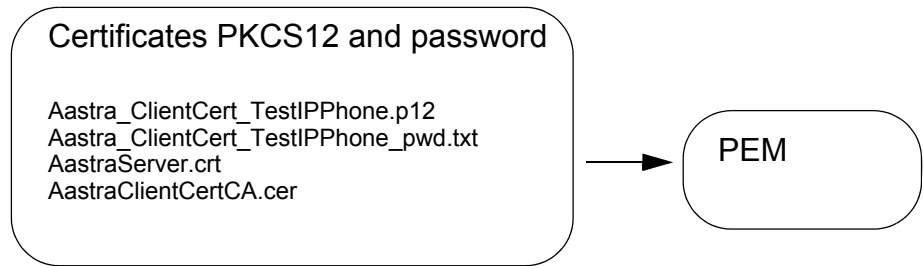 Certificates PKCS12 and password
Aastra_ClientCert_TestIPPhone.p12
Aastra_ClientCert_TestIPPhone_pwd.txt
AastraServer.crt
AastraClientCertCA.cer
PEM